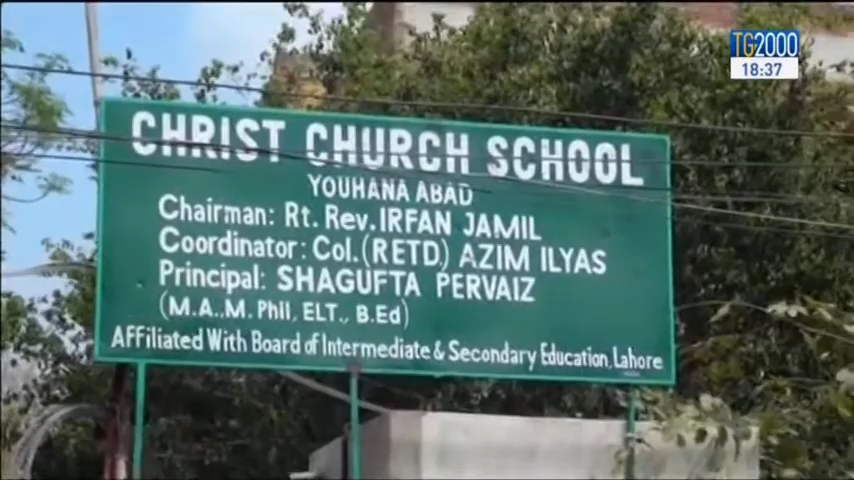 TG2000
18:37
CHRIST CHURCH SCHOOL
YOUHANA ABAD
Chairman: Rt. Rev. IRFAN JAMIL
Coordinator: Col. (RETD) AZIM ILYAS
Principal: SHAGUFTA PERVAIZ
(M.A., M.Phil, ELT, B.Ed)
AFFILIATED With Board of Intermediate & Secondary Education, Lahore